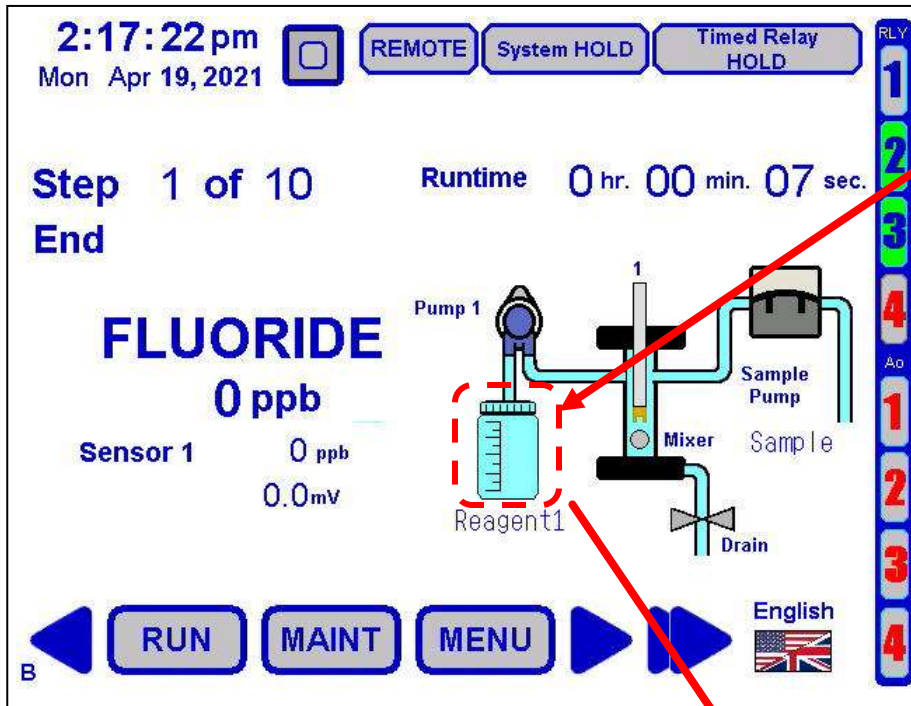 2:17:22 pm
Mon Apr 19, 2021
REMOTE
System HOLD
Timed Relay
HOLD
RLY
1
2
3
4
Step 1 of 10
Runtime 0 hr. 00 min. 07 sec.
End
FLUORIDE
0 ppb
Sensor 1 0 ppb
0.0mV
Pump 1
1
Sample
Pump
Mixer
Sample
Reagent1
Drain
Ao
1
2
3
4
RUN
MAINT
MENU
English
B